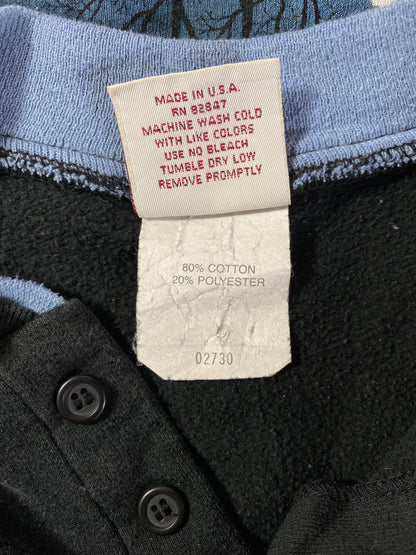 MADE IN U.S.A.
RN 82847
MACHINE WASH COLD
WITH LIKE COLORS
USE NO BLEACH
TUMBLE DRY LOW
REMOVE PROMPTLY
80% COTTON
20% POLYESTER
02730